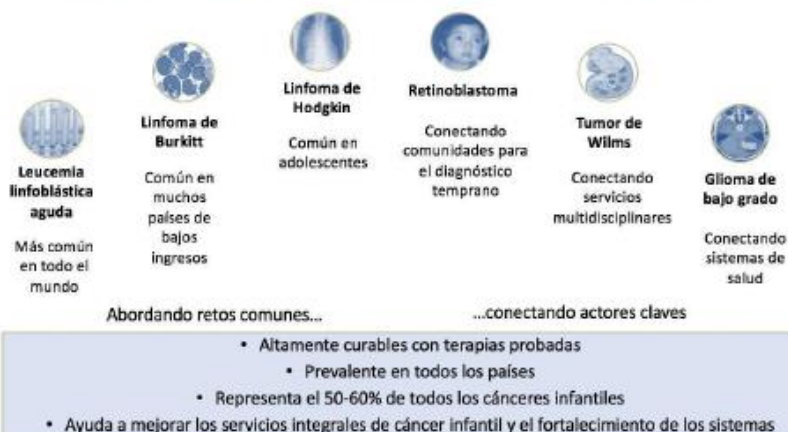 Leucemia
linfoblástica
aguda
Más común
en todo el
mundo
Linfoma de
Burkitt
Común en
muchos
países de
bajos
ingresos
Linfoma de
Hodgkin
Común en
adolescentes
Retinoblastoma
Conectando
comunidades para
el diagnóstico
temprano
Tumor de
Wilms
Conectando
servicios
multidisciplinares
Glioma de
bajo grado
Conectando
sistemas de
salud
Abordando retos comunes...
...conectando actores claves
• Altamente curables con terapias probadas
• Prevalente en todos los países
• Representa el 50-60% de todos los cánceres infantiles
• Ayuda a mejorar los servicios integrales de cáncer infantil y el fortalecimiento de los sistemas